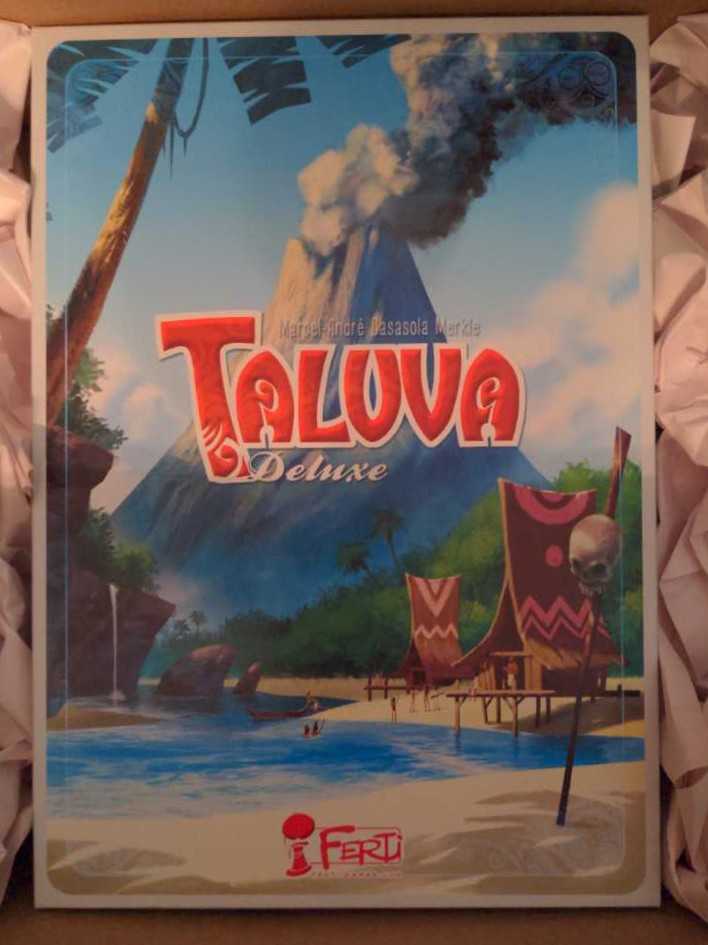 Marcel-André Casasola Merkle
TALUVA
Deluxe
FERTI